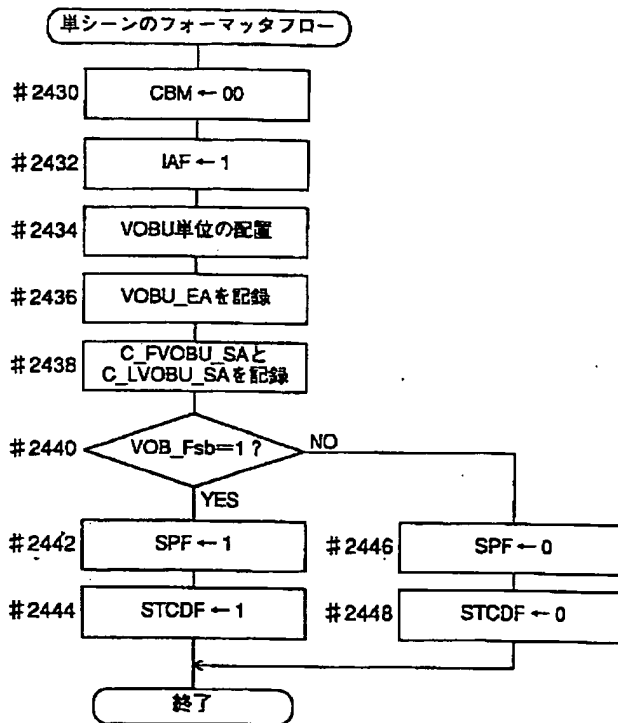 単シーンのフォーマッタフロー
#2430
CBM ← 00
#2432
IAF ← 1
#2434
VOBU単位の配置
#2436
VOBU_EAを記録
#2438
C_FVOBU_SAと
C_LVOBU_SAを記録
#2440
VOB_Fsb=1 ?
NO
YES
#2442
SPF ← 1
#2446
SPF ← 0
#2444
STCDF ← 1
#2448
STCDF ← 0
終了